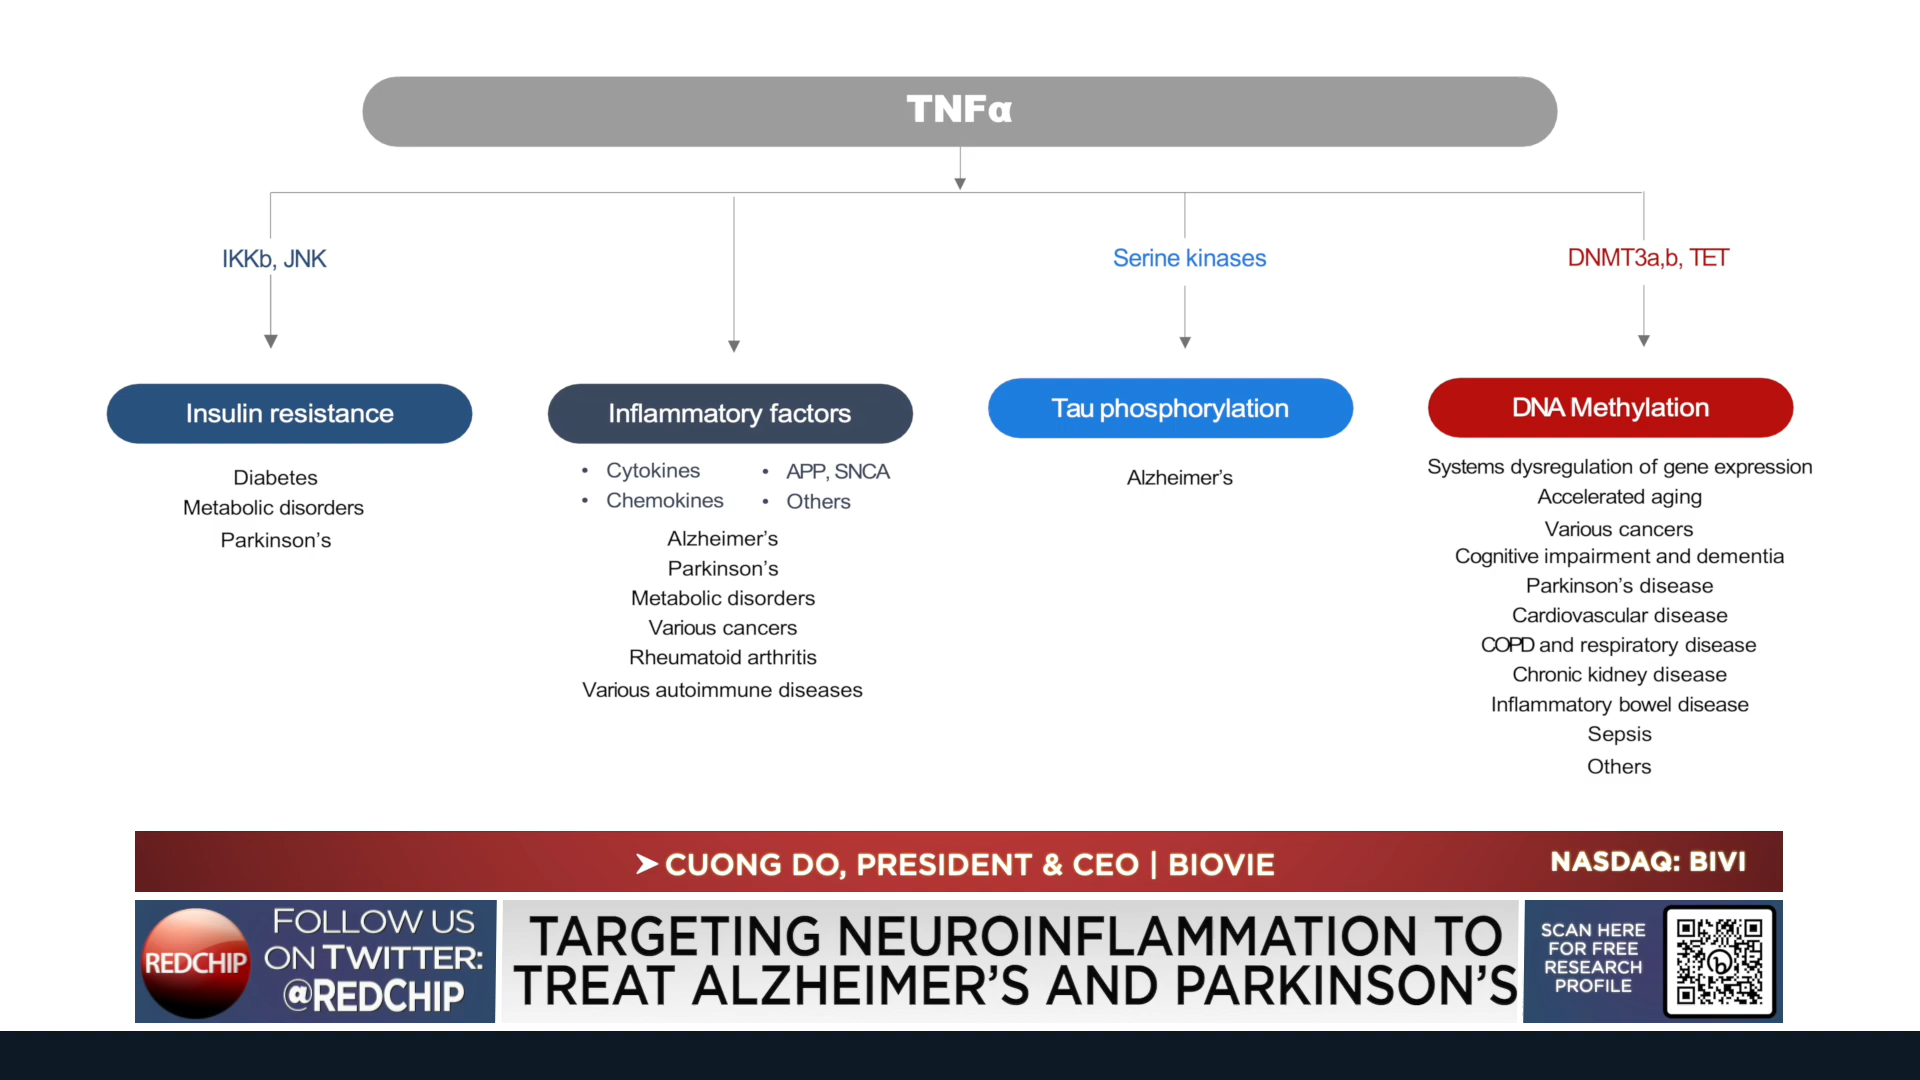 TNFα
IKKb, JNK
Serine kinases
DNMT3a,b, TET
Insulin resistance
Diabetes
Metabolic disorders
Parkinson’s
Inflammatory factors
• Cytokines
• Chemokines
• APP, SNCA
• Others
Alzheimer’s
Parkinson’s
Metabolic disorders
Various cancers
Rheumatoid arthritis
Various autoimmune diseases
Tau phosphorylation
Alzheimer’s
DNA Methylation
Systems dysregulation of gene expression
Accelerated aging
Various cancers
Cognitive impairment and dementia
Parkinson’s disease
Cardiovascular disease
COPD and respiratory disease
Chronic kidney disease
Inflammatory bowel disease
Sepsis
Others
➤ CUONG DO, PRESIDENT & CEO | BIOVIE
NASDAQ: BIVI
REDCHIP
FOLLOW US
ON TWITTER:
@REDCHIP
TARGETING NEUROINFLAMMATION TO
TREAT ALZHEIMER’S AND PARKINSON’S
SCAN HERE
FOR FREE
RESEARCH
PROFILE